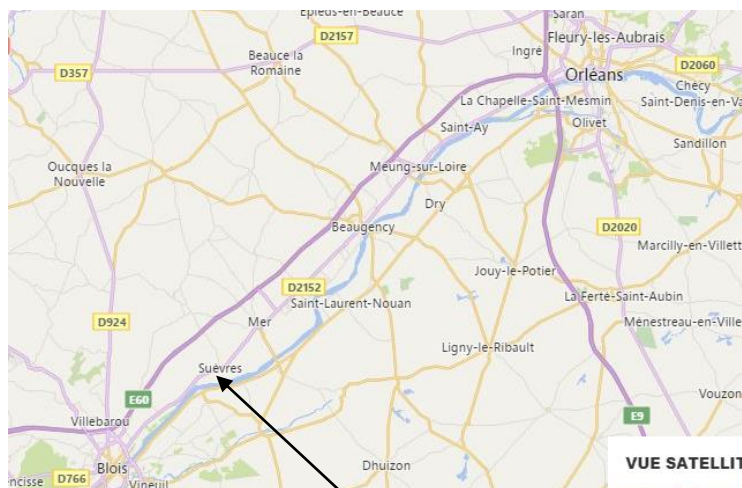 Epieds-en-Beauce
Saran
D2157
Fleury-les-Aubrais
Ingré
Beauce la
Romaine
D357
Orléans
D2060
Chécy
La Chapelle-Saint-Mesmin
Saint-Denis-en-Va
Saint-Ay
Olivet
Sandillon
Oucques la
Nouvelle
Meung-sur-Loire
Dry
Beaugency
D2020
Marcilly-en-Villett
Jouy-le-Potier
D2152
Saint-Laurent-Nouan
La Ferté-Saint-Aubin
D924
Mer
Ménestreau-en-Ville
Ligny-le-Ribault
Suèvres
Vouzon
E60
E9
Villebarou
Blois
Dhuizon
VUE SATELLIT
encisse
D766
Vineuil